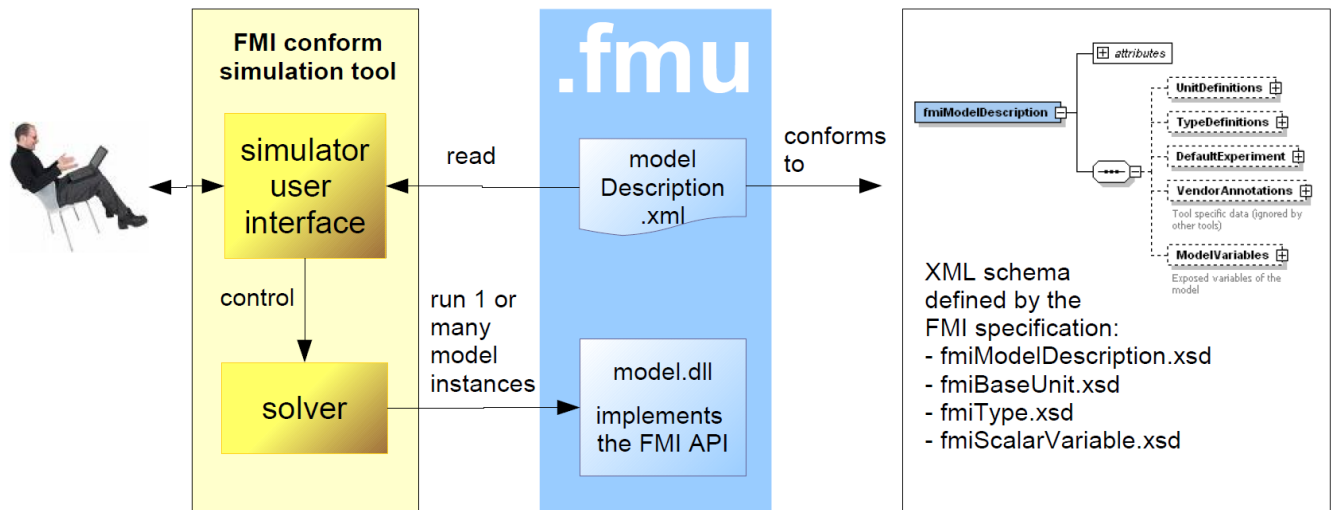 FMI conform
simulation tool
simulator
user
interface
control
solver
read
run 1 or
many
model
instances
.fmu
model
Description
.xml
model.dll
implements
the FMI API
conforms
to
attributes
fmiModelDescription
UnitDefinitions
TypeDefinitions
DefaultExperiment
VendorAnnotations
Tool specific data (ignored by
other tools)
ModelVariables
Exposed variables of the
model
XML schema
defined by the
FMI specification:
- fmiModelDescription.xsd
- fmiBaseUnit.xsd
- fmiType.xsd
- fmiScalarVariable.xsd